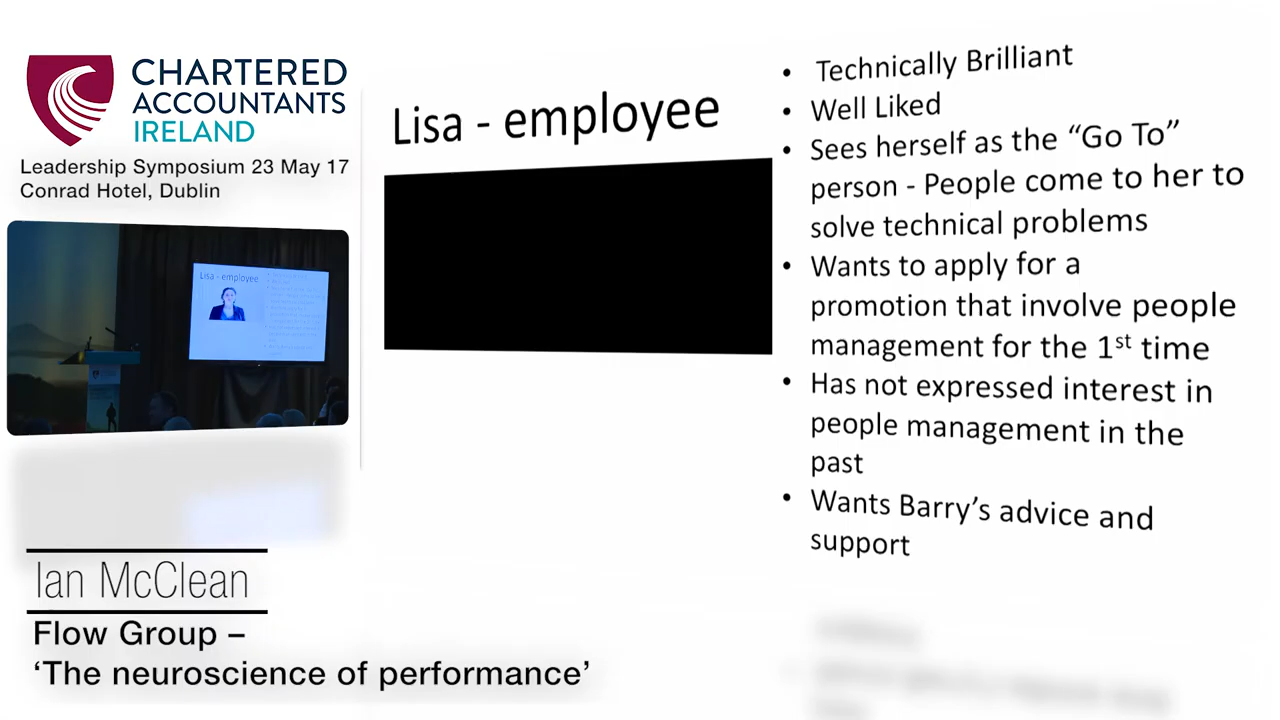 CHARTERED
ACCOUNTANTS
IRELAND
Leadership Symposium 23 May 17
Conrad Hotel, Dublin
Lisa - employee
Lisa - employee
• Technically Brilliant
• Well Liked
• Sees herself as the “Go To”
person - People come to her to
solve technical problems
• Wants to apply for a
promotion that involve people
management for the 1st time
• Has not expressed interest in
people management in the
past
• Wants Barry’s advice and
support
Ian McClean
Flow Group –
‘The neuroscience of performance’